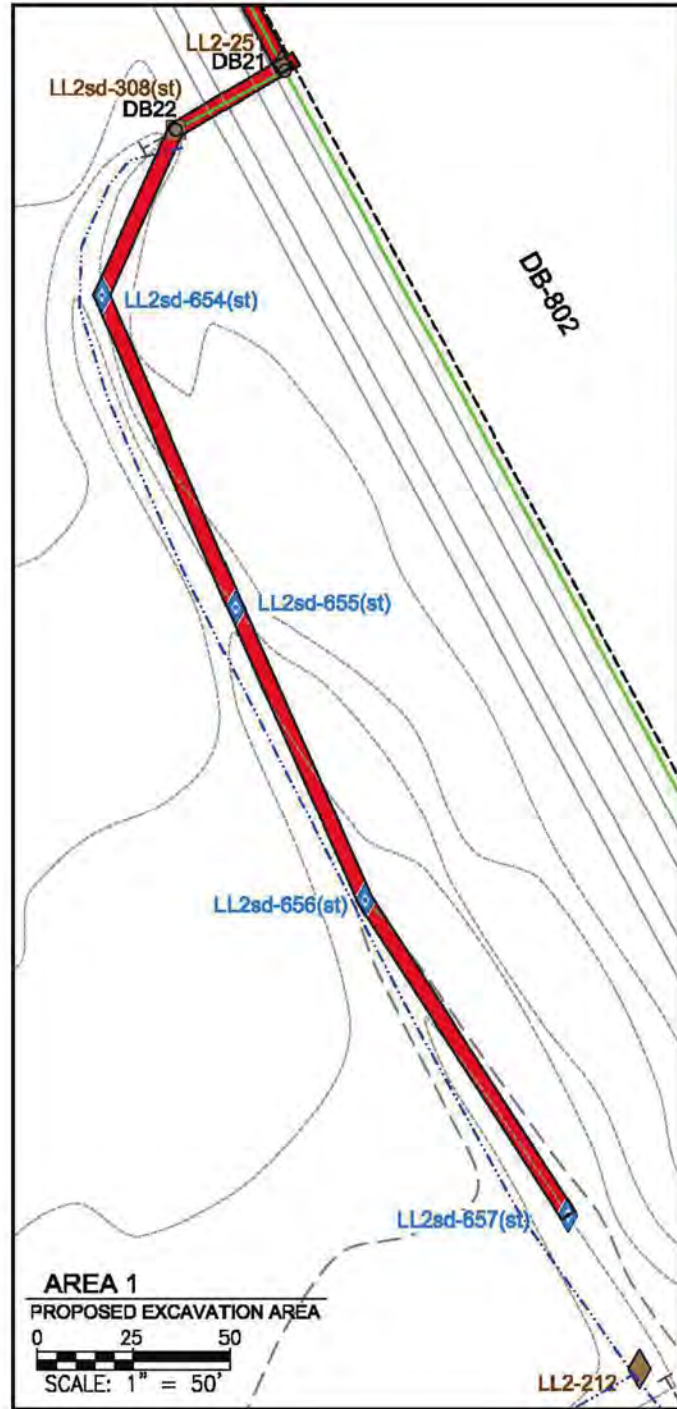 LL2-25
DB21
LL2sd-308(st)
DB22
DB-802
LL2sd-654(st)
LL2sd-655(st)
LL2sd-656(st)
LL2sd-657(st)
AREA 1
PROPOSED EXCAVATION AREA
0 25 50
SCALE: 1" = 50'
LL2-212